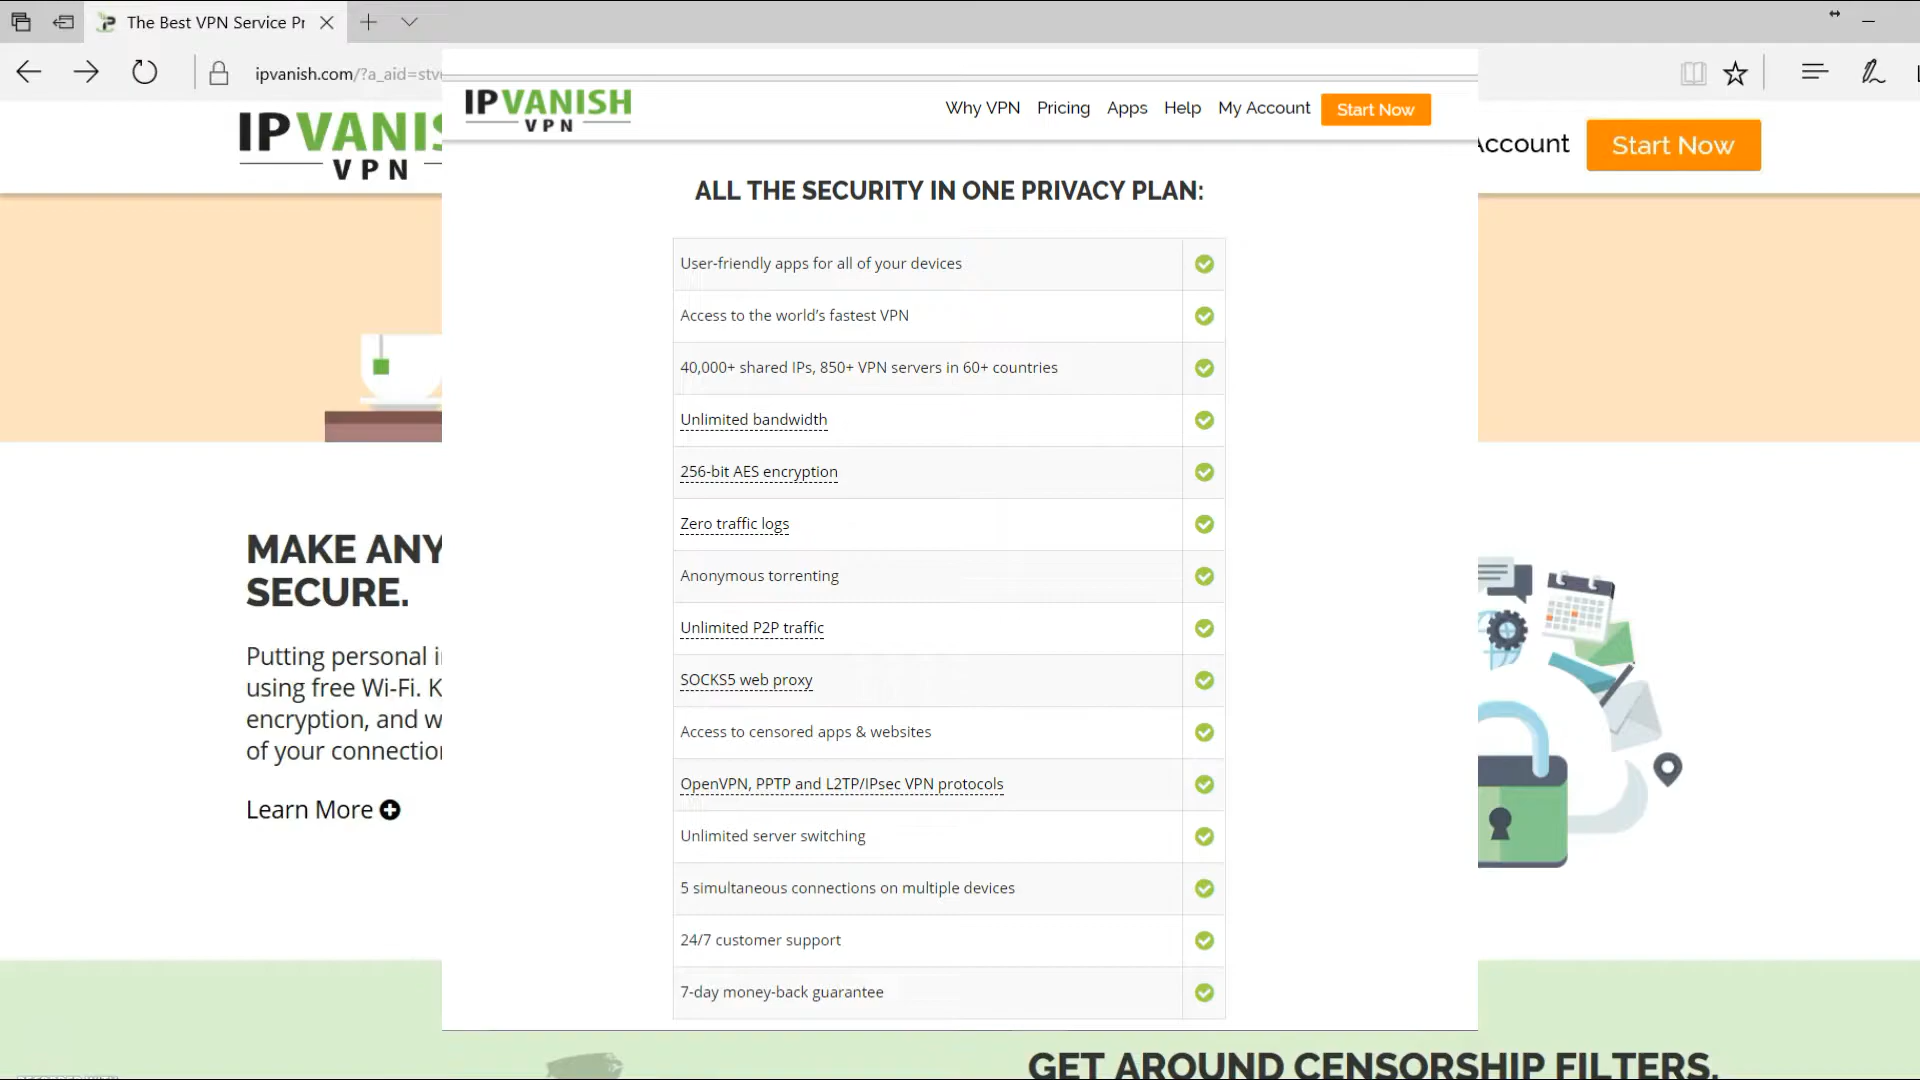 The Best VPN Service Pr
ipvanish.com/?a_aid=stv
IPVANIS
VPN
Account
Start Now
IPVANISH
VPN
Why VPN Pricing Apps Help My Account Start Now
ALL THE SECURITY IN ONE PRIVACY PLAN:
User-friendly apps for all of your devices
Access to the world's fastest VPN
40,000+ shared IPs, 850+ VPN servers in 60+ countries
Unlimited bandwidth
256-bit AES encryption
Zero traffic logs
Anonymous torrenting
Unlimited P2P traffic
SOCKS5 web proxy
Access to censored apps & websites
OpenVPN, PPTP and L2TP/IPsec VPN protocols
Unlimited server switching
5 simultaneous connections on multiple devices
24/7 customer support
7-day money-back guarantee
MAKE ANY
SECURE.
Putting personal i
using free Wi-Fi. K
encryption, and w
of your connection
Learn More
GET AROUND CENSORSHIP FILTERS.